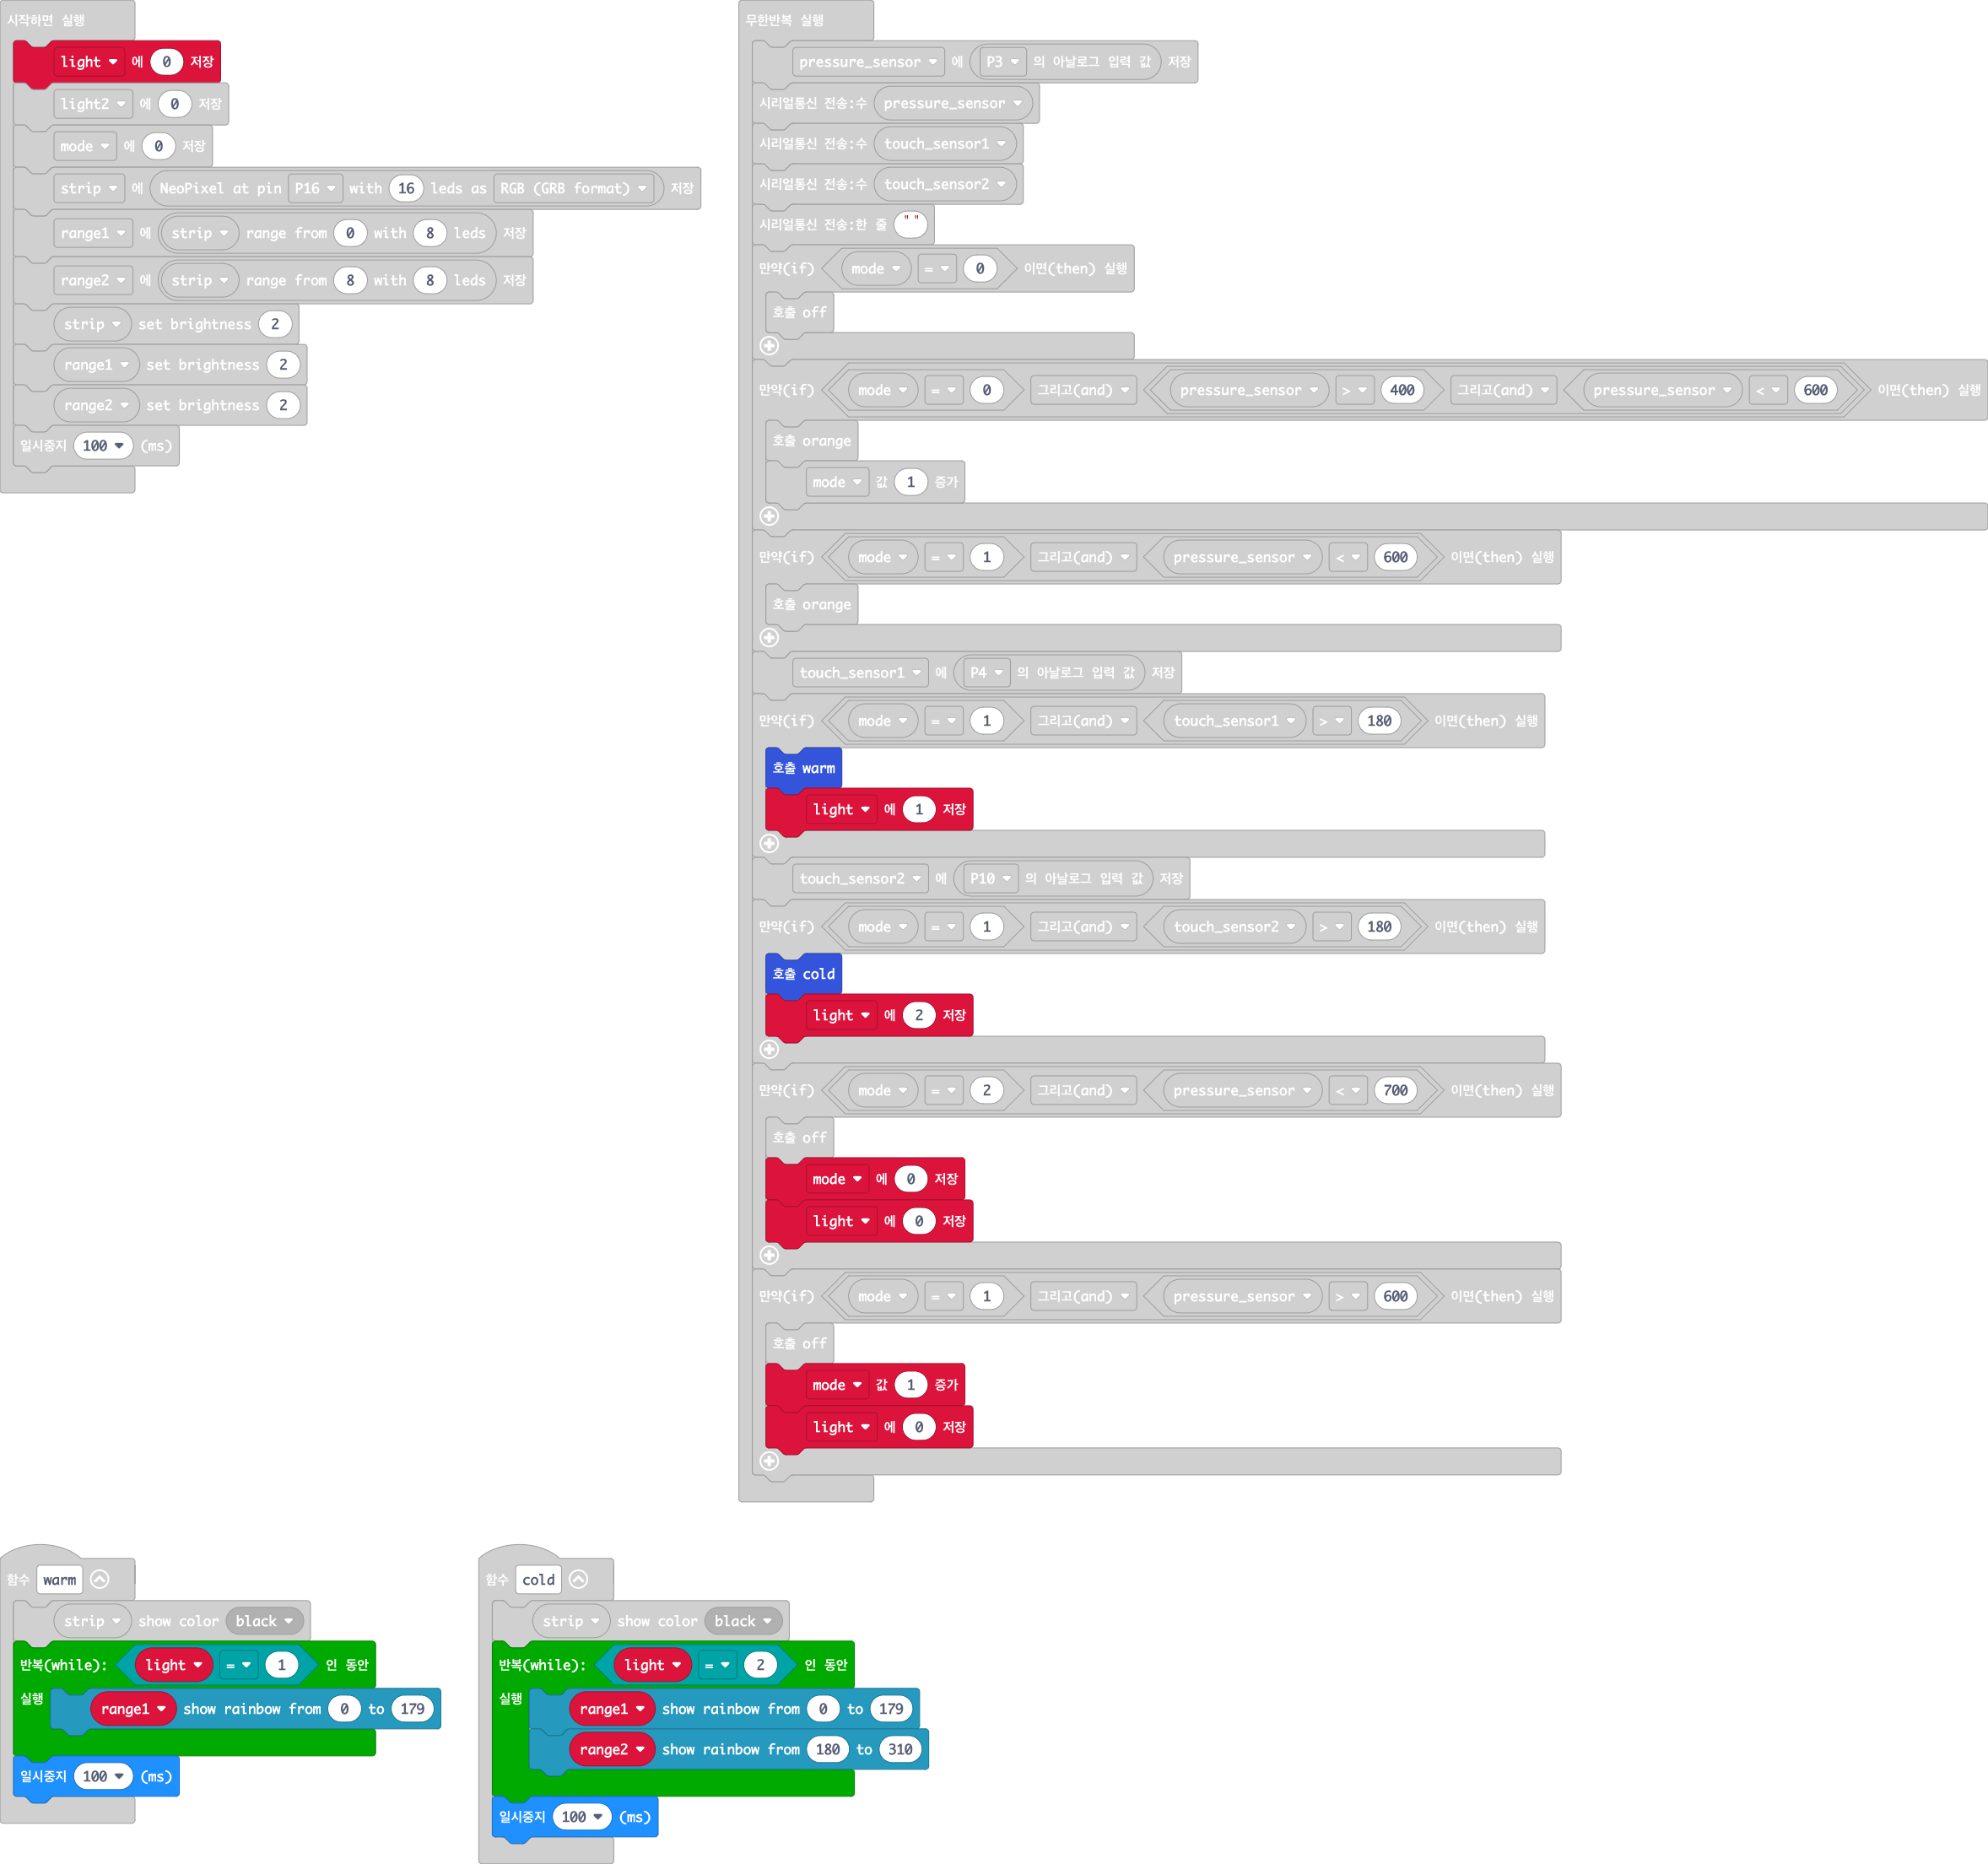 시작하면 실행
light 에 0 저장
light2 에 0 저장
mode 에 0 저장
strip 에 NeoPixel at pin P16 with 16 leds as RGB (GRB format) 저장
range1 에 strip range from 0 with 8 leds 저장
range2 에 strip range from 8 with 8 leds 저장
strip set brightness 2
range1 set brightness 2
range2 set brightness 2
일시중지 100 (ms)
무한반복 실행
pressure_sensor 에 P3 의 아날로그 입력 값 저장
시리얼통신 전송:수 pressure_sensor
시리얼통신 전송:수 touch_sensor1
시리얼통신 전송:수 touch_sensor2
시리얼통신 전송:한 줄 " "
만약(if) mode = 0 이면(then) 실행
호출 off
만약(if) mode = 0 그리고(and) pressure_sensor > 400 그리고(and) pressure_sensor < 600 이면(then) 실행
호출 orange
mode 값 1 증가
만약(if) mode = 1 그리고(and) pressure_sensor < 600 이면(then) 실행
호출 orange
touch_sensor1 에 P4 의 아날로그 입력 값 저장
만약(if) mode = 1 그리고(and) touch_sensor1 > 180 이면(then) 실행
호출 warm
light 에 1 저장
touch_sensor2 에 P10 의 아날로그 입력 값 저장
만약(if) mode = 1 그리고(and) touch_sensor2 > 180 이면(then) 실행
호출 cold
light 에 2 저장
만약(if) mode = 2 그리고(and) pressure_sensor < 700 이면(then) 실행
호출 off
mode 에 0 저장
light 에 0 저장
만약(if) mode = 1 그리고(and) pressure_sensor > 600 이면(then) 실행
호출 off
mode 값 1 증가
light 에 0 저장
함수 warm
strip show color black
반복(while): light = 1 인 동안
실행 range1 show rainbow from 0 to 179
일시중지 100 (ms)
함수 cold
strip show color black
반복(while): light = 2 인 동안
실행 range1 show rainbow from 0 to 179
range2 show rainbow from 180 to 310
일시중지 100 (ms)